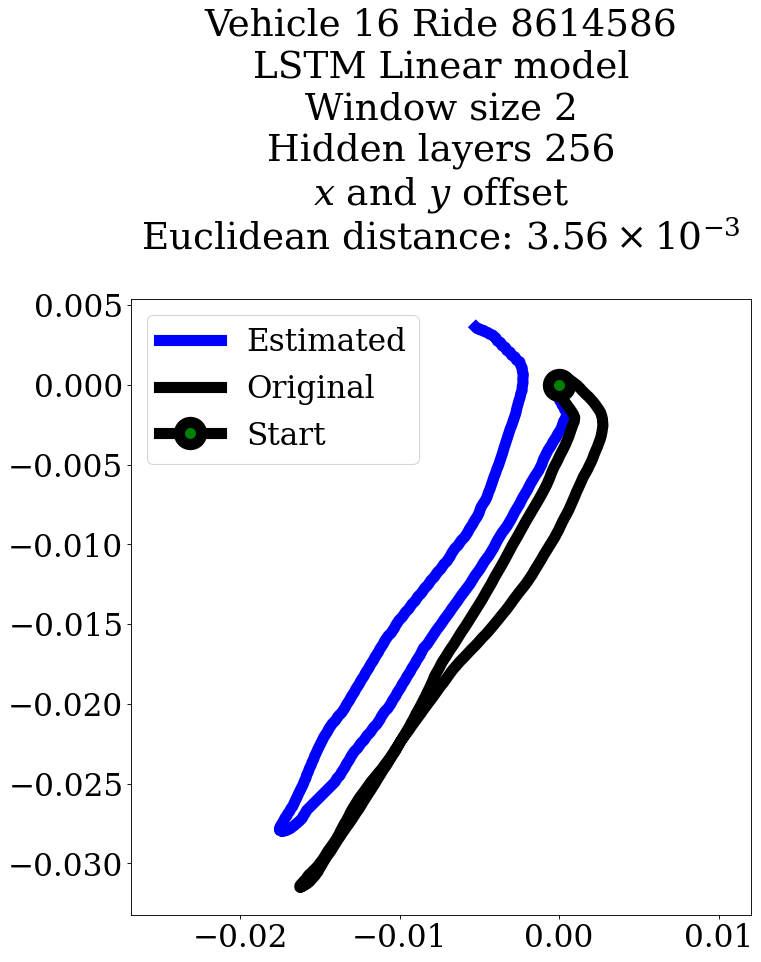 Vehicle 16 Ride 8614586
LSTM Linear model
Window size 2
Hidden layers 256
x and y offset
Euclidean distance: 3.56 × 10⁻³
Estimated
Original
Start
0.005
0.000
−0.005
−0.010
−0.015
−0.020
−0.025
−0.030
−0.02 −0.01 0.00 0.01